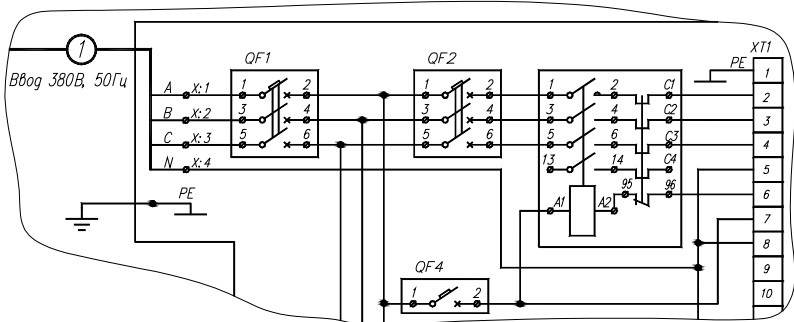 XT1
QF1 QF2 PE
1
Ввод 380В, 50Гц
A X:1 1 2 1 2 1 2 C1
B X:2 3 4 3 4 3 4 C2
C X:3 5 6 5 6 5 6 C3
N X:4 13 14 C4
PE
95 96
A1 A2
QF4
1 2
1
2
3
4
5
6
7
8
9
10